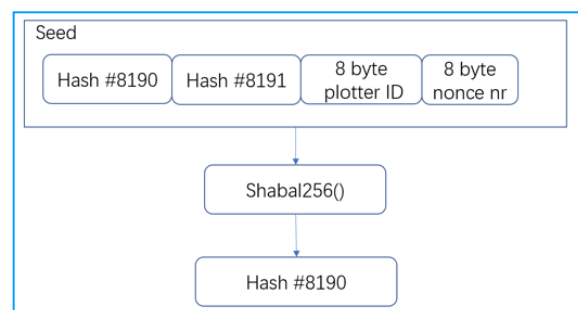 Seed
Hash #8190
Hash #8191
8 byte
plotter ID
8 byte
nonce nr
Shabal256()
Hash #8190